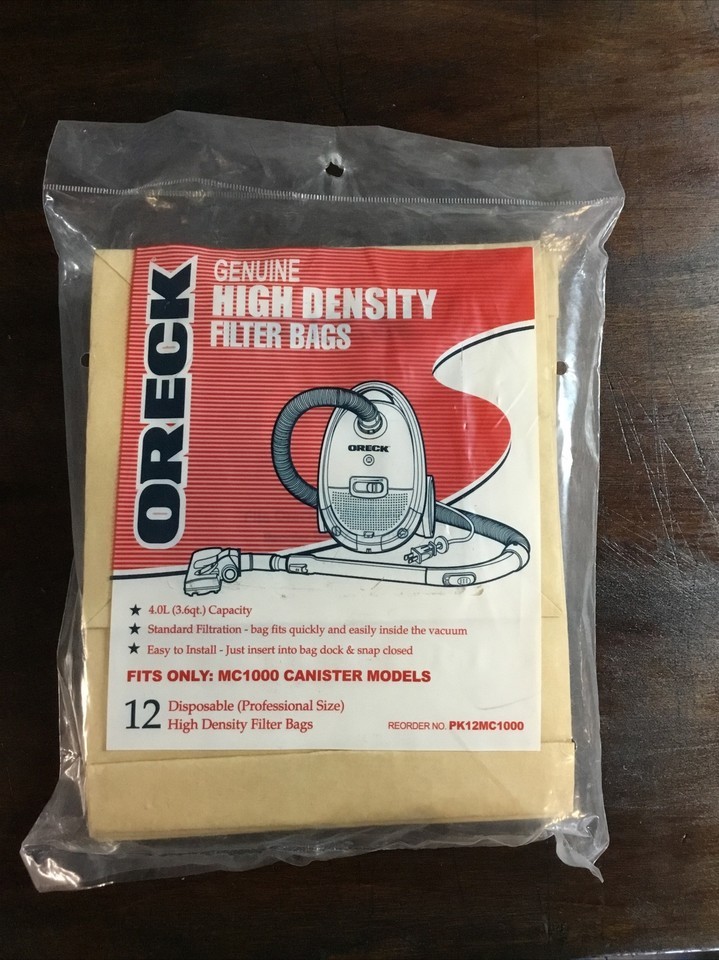 ORECK
GENUINE
HIGH DENSITY
FILTER BAGS
ORECK
★ 4.0L (3.6qt.) Capacity
★ Standard Filtration - bag fits quickly and easily inside the vacuum
★ Easy to Install - Just insert into bag dock & snap closed
FITS ONLY: MC1000 CANISTER MODELS
12 Disposable (Professional Size)
High Density Filter Bags
REORDER NO. PK12MC1000